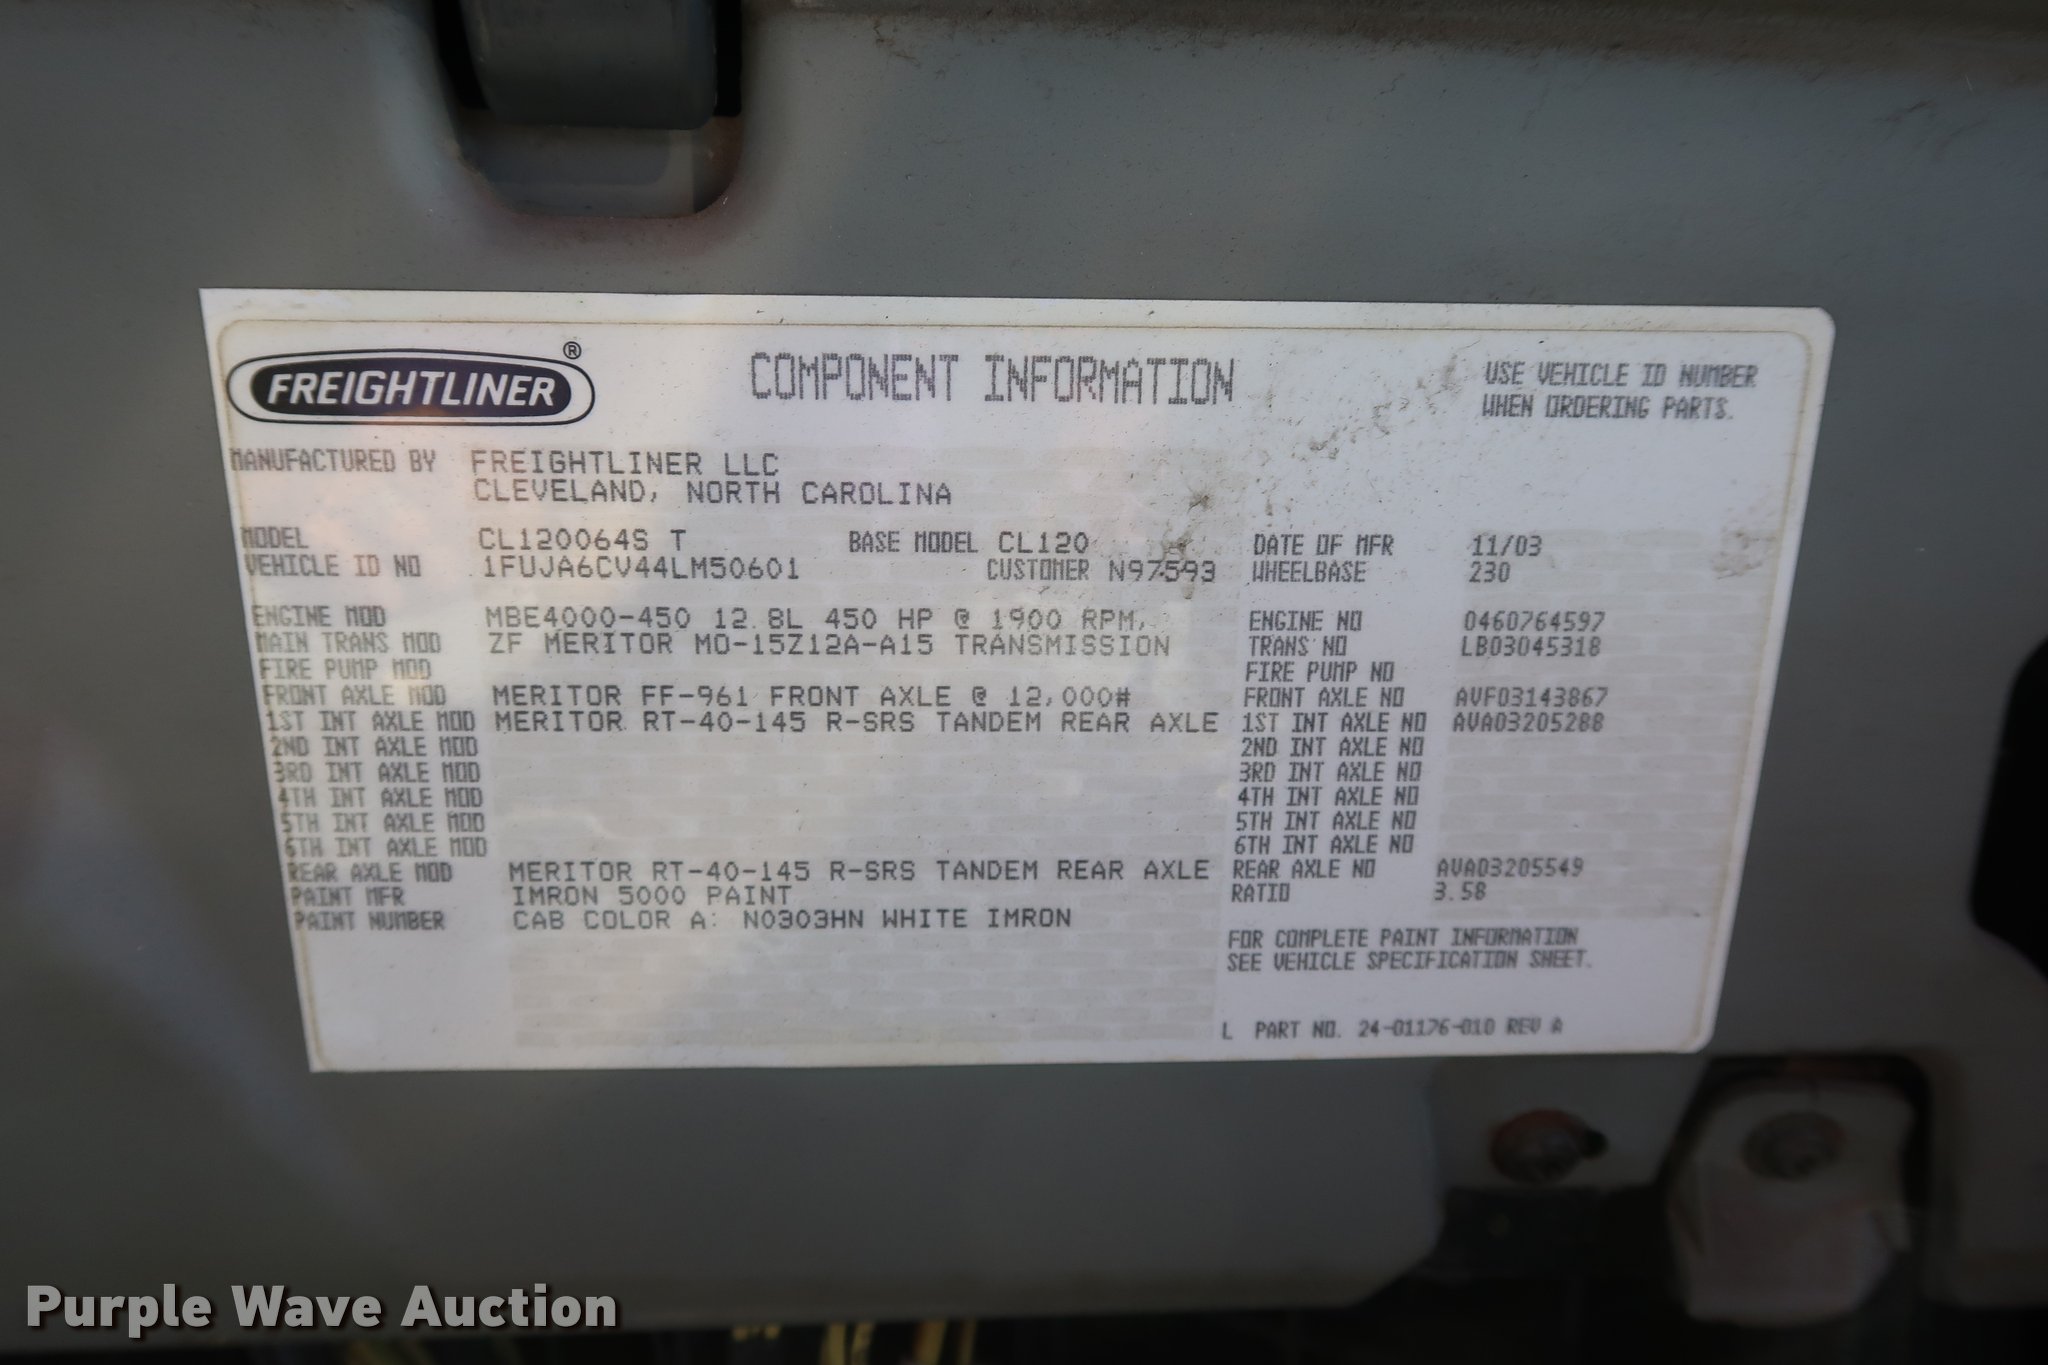 FREIGHTLINER®
COMPONENT INFORMATION
USE VEHICLE ID NUMBER
WHEN ORDERING PARTS.
MANUFACTURED BY FREIGHTLINER LLC
CLEVELAND, NORTH CAROLINA
MODEL CL120064S T BASE MODEL CL120 DATE OF MFR 11/03
VEHICLE ID NO 1FUJA6CV44LM50601 CUSTOMER N97593 WHEELBASE 230
ENGINE MOD MBE4000-450 12.8L 450 HP @ 1900 RPM, ENGINE NO 0460764597
MAIN TRANS MOD ZF MERITOR MO-15Z12A-A15 TRANSMISSION TRANS NO LB03045318
FIRE PUMP MOD FIRE PUMP NO
FRONT AXLE MOD MERITOR FF-961 FRONT AXLE @ 12,000# FRONT AXLE NO AVF03143867
1ST INT AXLE MOD MERITOR RT-40-145 R-SRS TANDEM REAR AXLE 1ST INT AXLE NO AVA03205288
2ND INT AXLE MOD 2ND INT AXLE NO
3RD INT AXLE MOD 3RD INT AXLE NO
4TH INT AXLE MOD 4TH INT AXLE NO
5TH INT AXLE MOD 5TH INT AXLE NO
6TH INT AXLE MOD 6TH INT AXLE NO
REAR AXLE MOD MERITOR RT-40-145 R-SRS TANDEM REAR AXLE REAR AXLE NO AVA03205549
PAINT MFR IMRON 5000 PAINT RATIO 3.58
PAINT NUMBER CAB COLOR A: N0303HN WHITE IMRON
FOR COMPLETE PAINT INFORMATION
SEE VEHICLE SPECIFICATION SHEET.
L PART NO. 24-01176-010 REV A
Purple Wave Auction